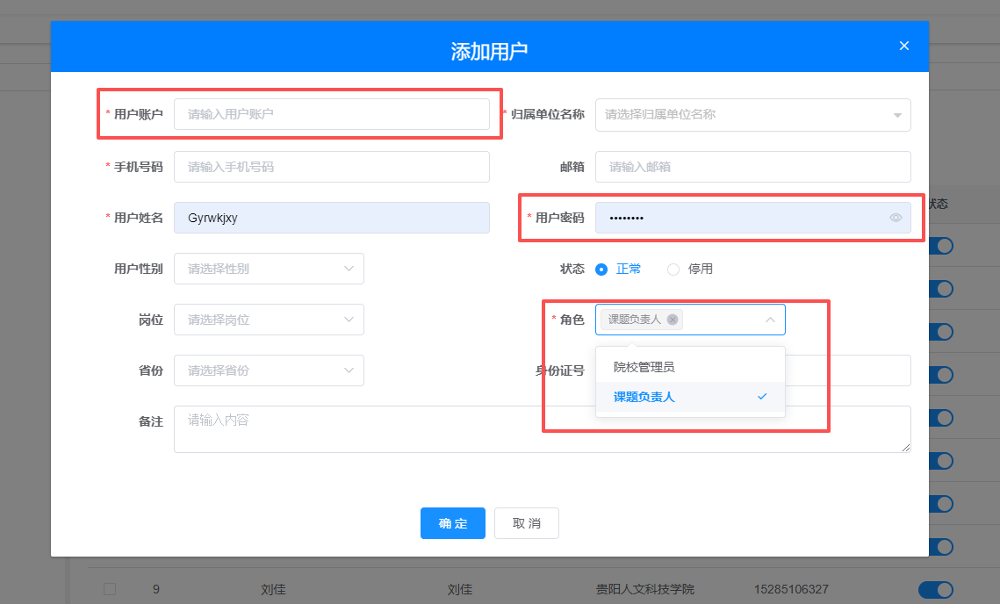 添加用户
* 用户账户 请输入用户账户 * 归属单位名称 请选择归属单位名称
* 手机号码 请输入手机号码 邮箱 请输入邮箱
* 用户姓名 Gyrwkjxy * 用户密码 ••••••••
状态
用户性别 请选择性别 状态 正常 停用
岗位 请选择岗位 * 角色 课题负责人
院校管理员
省份 请选择省份 身份证号
课题负责人
备注 请输入内容
确 定 取 消
9 刘佳 刘佳 贵阳人文科技学院 15285106327